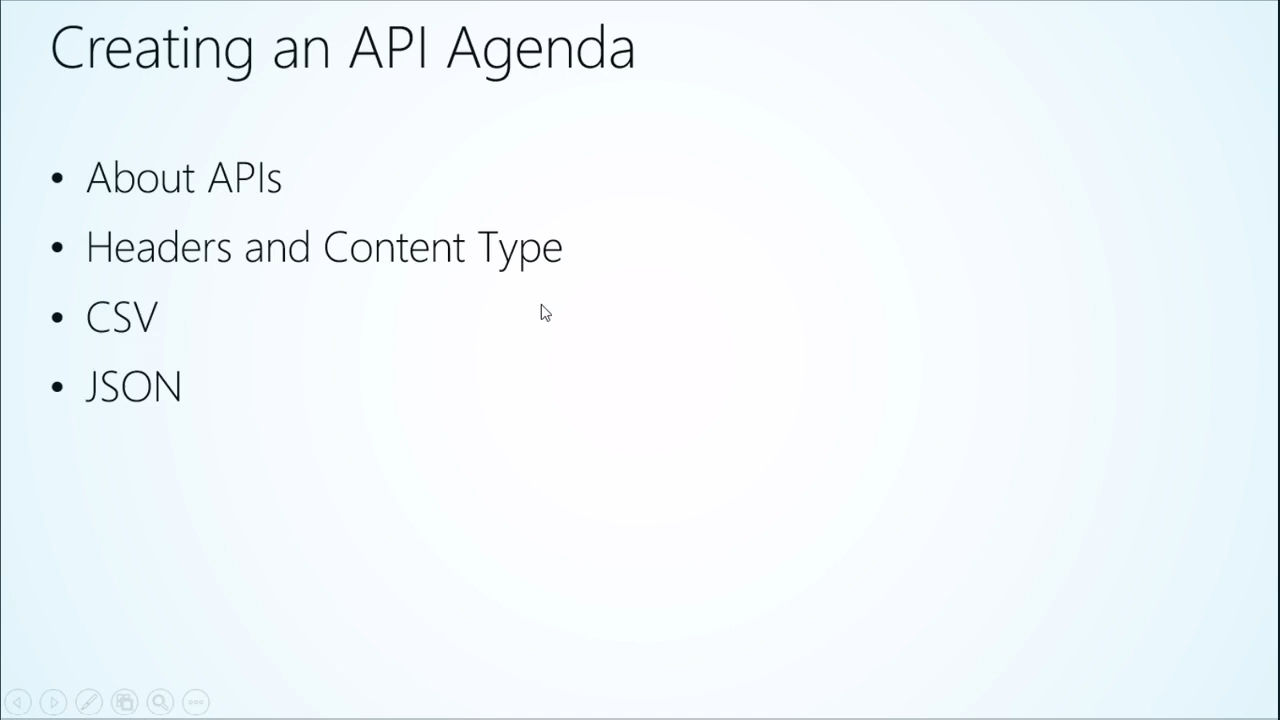 Creating an API Agenda
• About APIs
• Headers and Content Type
• CSV
• JSON